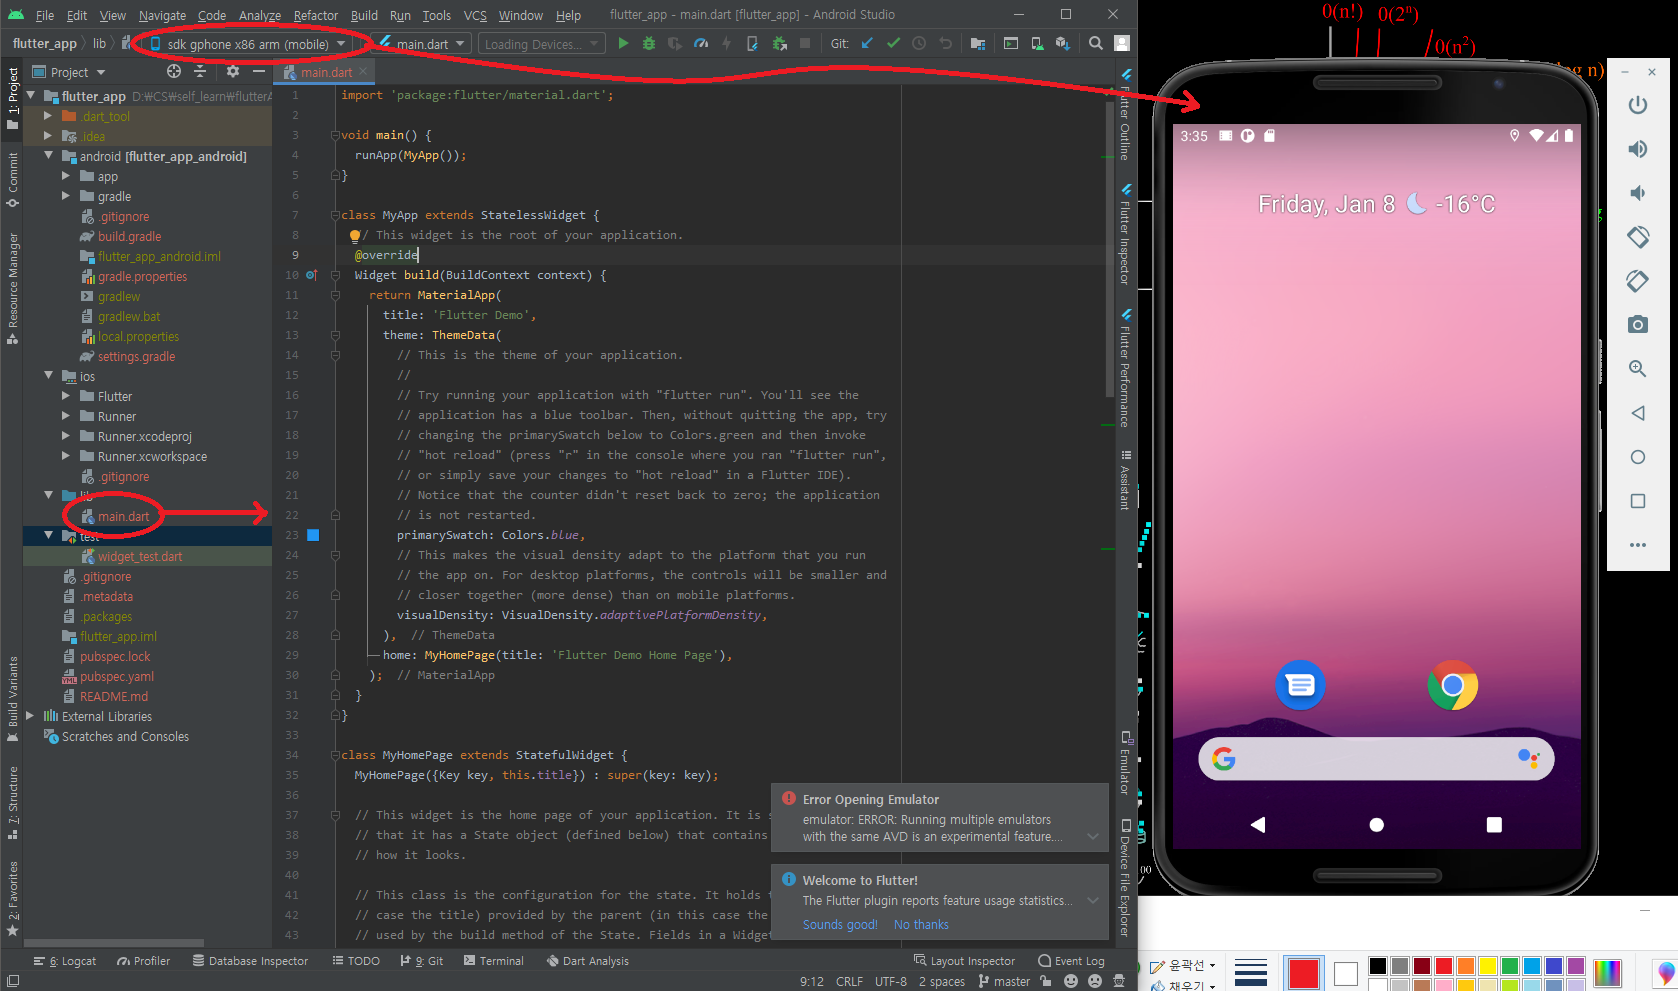 File Edit View Navigate Code Analyze Refactor Build Run Tools VCS Window Help flutter_app - main.dart [flutter_app] - Android Studio
flutter_app lib sdk gphone x86 arm (mobile) main.dart Loading Devices... Git:
Project main.dart
flutter_app D:₩CS₩self_learn₩flutterA
.dart_tool
.idea
android [flutter_app_android]
app
gradle
.gitignore
build.gradle
flutter_app_android.iml
gradle.properties
gradlew
gradlew.bat
local.properties
settings.gradle
ios
Flutter
Runner
Runner.xcodeproj
Runner.xcworkspace
.gitignore
lib
main.dart
test
widget_test.dart
.gitignore
.metadata
.packages
flutter_app.iml
pubspec.lock
pubspec.yaml
README.md
External Libraries
Scratches and Consoles
1: Project
Commit
Resource Manager
Build Variants
7: Structure
2: Favorites
1 import 'package:flutter/material.dart';
2
3 void main() {
4 runApp(MyApp());
5 }
6
7 class MyApp extends StatelessWidget {
8 // This widget is the root of your application.
9 @override
10 Widget build(BuildContext context) {
11 return MaterialApp(
12 title: 'Flutter Demo',
13 theme: ThemeData(
14 // This is the theme of your application.
15 //
16 // Try running your application with "flutter run". You'll see the
17 // application has a blue toolbar. Then, without quitting the app, try
18 // changing the primarySwatch below to Colors.green and then invoke
19 // "hot reload" (press "r" in the console where you ran "flutter run",
20 // or simply save your changes to "hot reload" in a Flutter IDE).
21 // Notice that the counter didn't reset back to zero; the application
22 // is not restarted.
23 primarySwatch: Colors.blue,
24 // This makes the visual density adapt to the platform that you run
25 // the app on. For desktop platforms, the controls will be smaller and
26 // closer together (more dense) than on mobile platforms.
27 visualDensity: VisualDensity.adaptivePlatformDensity,
28 ), // ThemeData
29 home: MyHomePage(title: 'Flutter Demo Home Page'),
30 ); // MaterialApp
31 }
32 }
33
34 class MyHomePage extends StatefulWidget {
35 MyHomePage({Key key, this.title}) : super(key: key);
36
37 // This widget is the home page of your application. It is s
38 // that it has a State object (defined below) that contains
39 // how it looks.
40
41 // This class is the configuration for the state. It holds t
42 // case the title) provided by the parent (in this case the
43 // used by the build method of the State. Fields in a Widget
Error Opening Emulator
emulator: ERROR: Running multiple emulators
with the same AVD is an experimental feature....
Welcome to Flutter!
The Flutter plugin reports feature usage statistics...
Sounds good! No thanks
Flutter Outline
Flutter Inspector
Flutter Performance
Assistant
Emulator
Device File Explorer
6: Logcat Profiler Database Inspector TODO 9: Git Terminal Dart Analysis Layout Inspector Event Log
9:12 CRLF UTF-8 2 spaces master
0(n!) 0(2ⁿ)
0(n²)
log n)
3:35
Friday, Jan 8 -16°C
G
윤곽선
채우기